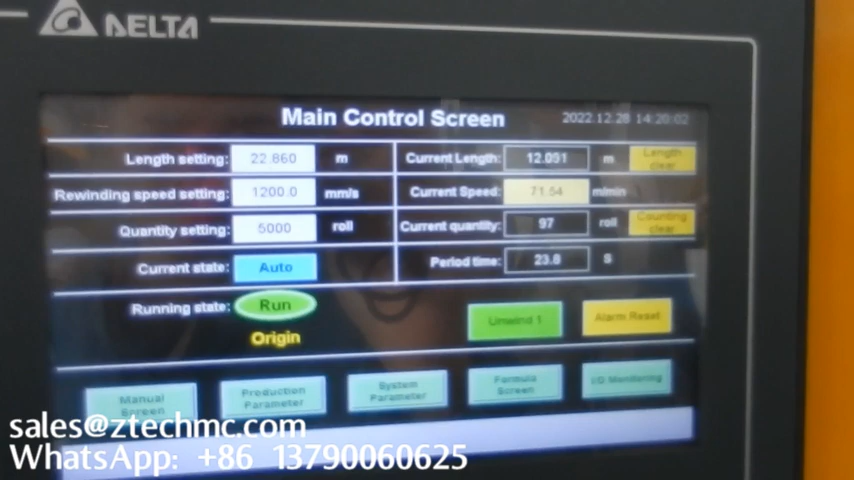 DELTA
Main Control Screen
2022.12.28 14:20:02
Length setting: 22.860 m
Current Length: 12.051 m
Length clear
Rewinding speed setting: 1200.0 mm/s
Current Speed: 71.54 m/min
Quantity setting: 5000 roll
Current quantity: 97 roll
Counting clear
Current state: Auto
Period time: 23.8 S
Running state: Run
Origin
Unwind 1
Alarm Reset
Manual Screen
Production Parameter
System Parameter
Formula Screen
I/O Monitoring
sales@ztechmc.com
WhatsApp: +86 13790060625